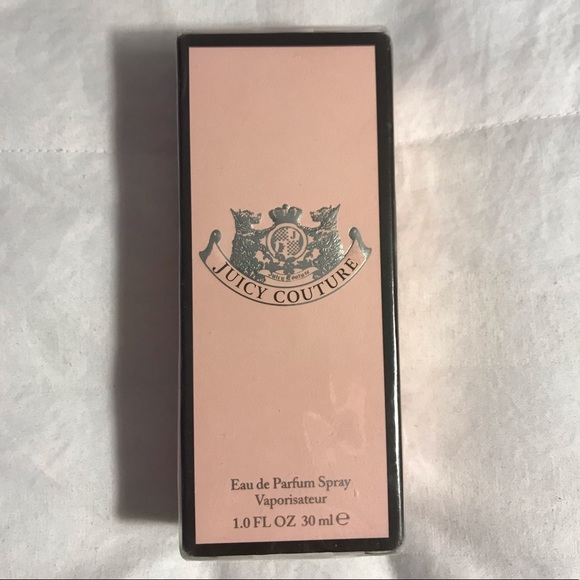 JUICY COUTURE
Eau de Parfum Spray
Vaporisateur
1.0 FL OZ 30 ml ℮